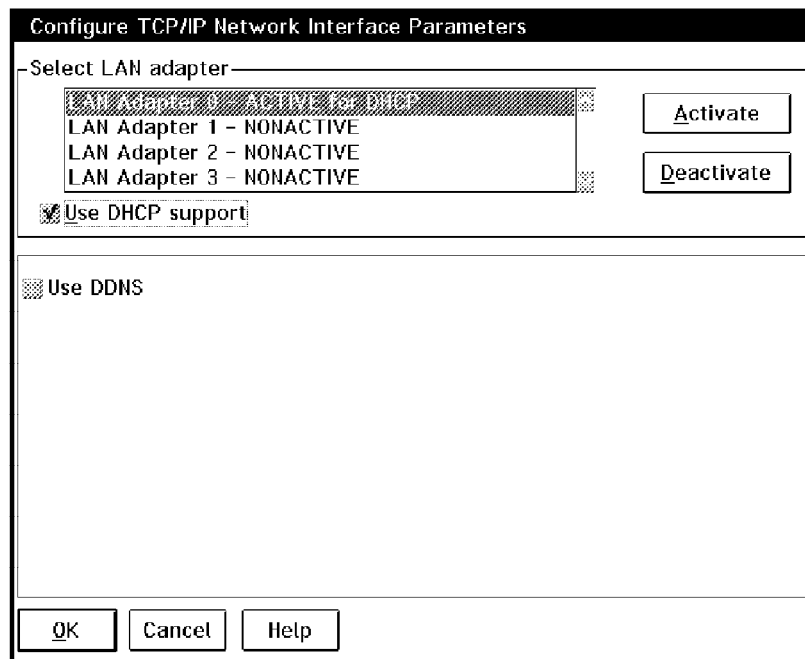 Configure TCP/IP Network Interface Parameters
Select LAN adapter
LAN Adapter 0 - ACTIVE for DHCP
LAN Adapter 1 - NONACTIVE
LAN Adapter 2 - NONACTIVE
LAN Adapter 3 - NONACTIVE
Activate
Deactivate
Use DHCP support
Use DDNS
OK Cancel Help